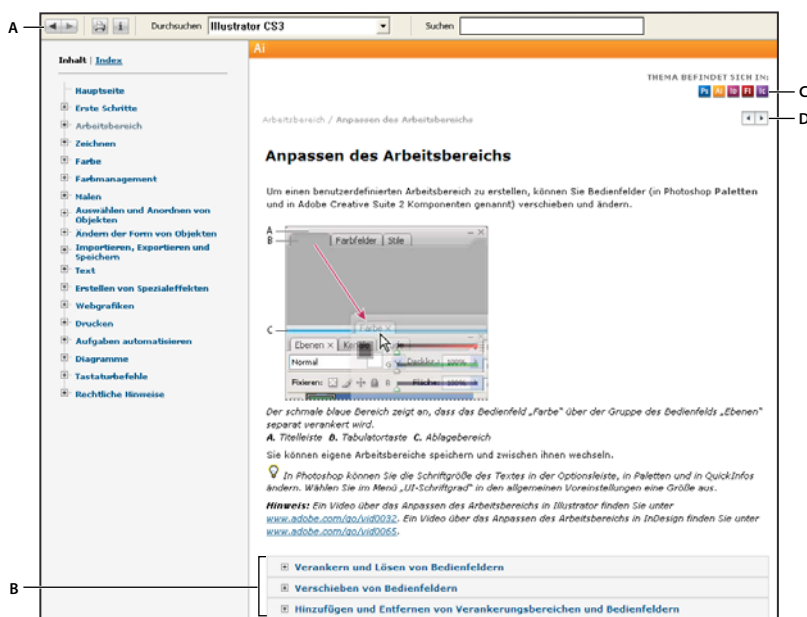 A
Durchsuchen Illustrator CS3 Suchen
Inhalt | Index
Hauptseite
Erste Schritte
Arbeitsbereich
Zeichnen
Farbe
Farbmanagement
Malen
Auswählen und Anordnen von
Objekten
Ändern der Form von Objekten
Importieren, Exportieren und
Speichern
Text
Erstellen von Spezialeffekten
Webgrafiken
Drucken
Aufgaben automatisieren
Diagramme
Tastaturbefehle
Rechtliche Hinweise
Ai
THEMA BEFINDET SICH IN:
Ps Ai Id Fl
C
D
Arbeitsbereich / Anpassen des Arbeitsbereichs
Anpassen des Arbeitsbereichs
Um einen benutzerdefinierten Arbeitsbereich zu erstellen, können Sie Bedienfelder (in Photoshop Paletten
und in Adobe Creative Suite 2 Komponenten genannt) verschieben und ändern.
A
B
Farbfelder Stile
C
Farbe ×
Ebenen ×
Normal
Fixieren: Fläche: 100%
Der schmale blaue Bereich zeigt an, dass das Bedienfeld „Farbe" über der Gruppe des Bedienfelds „Ebenen"
separat verankert wird.
A. Titelleiste B. Tabulatortaste C. Ablagebereich
Sie können eigene Arbeitsbereiche speichern und zwischen ihnen wechseln.
In Photoshop können Sie die Schriftgröße des Textes in der Optionsleiste, in Paletten und in QuickInfos
ändern. Wählen Sie im Menü „UI-Schriftgrad" in den allgemeinen Voreinstellungen eine Größe aus.
Hinweis: Ein Video über das Anpassen des Arbeitsbereichs in Illustrator finden Sie unter
www.adobe.com/go/vid0032. Ein Video über das Anpassen des Arbeitsbereichs in InDesign finden Sie unter
www.adobe.com/go/vid0065.
B
Verankern und Lösen von Bedienfeldern
Verschieben von Bedienfeldern
Hinzufügen und Entfernen von Verankerungsbereichen und Bedienfeldern